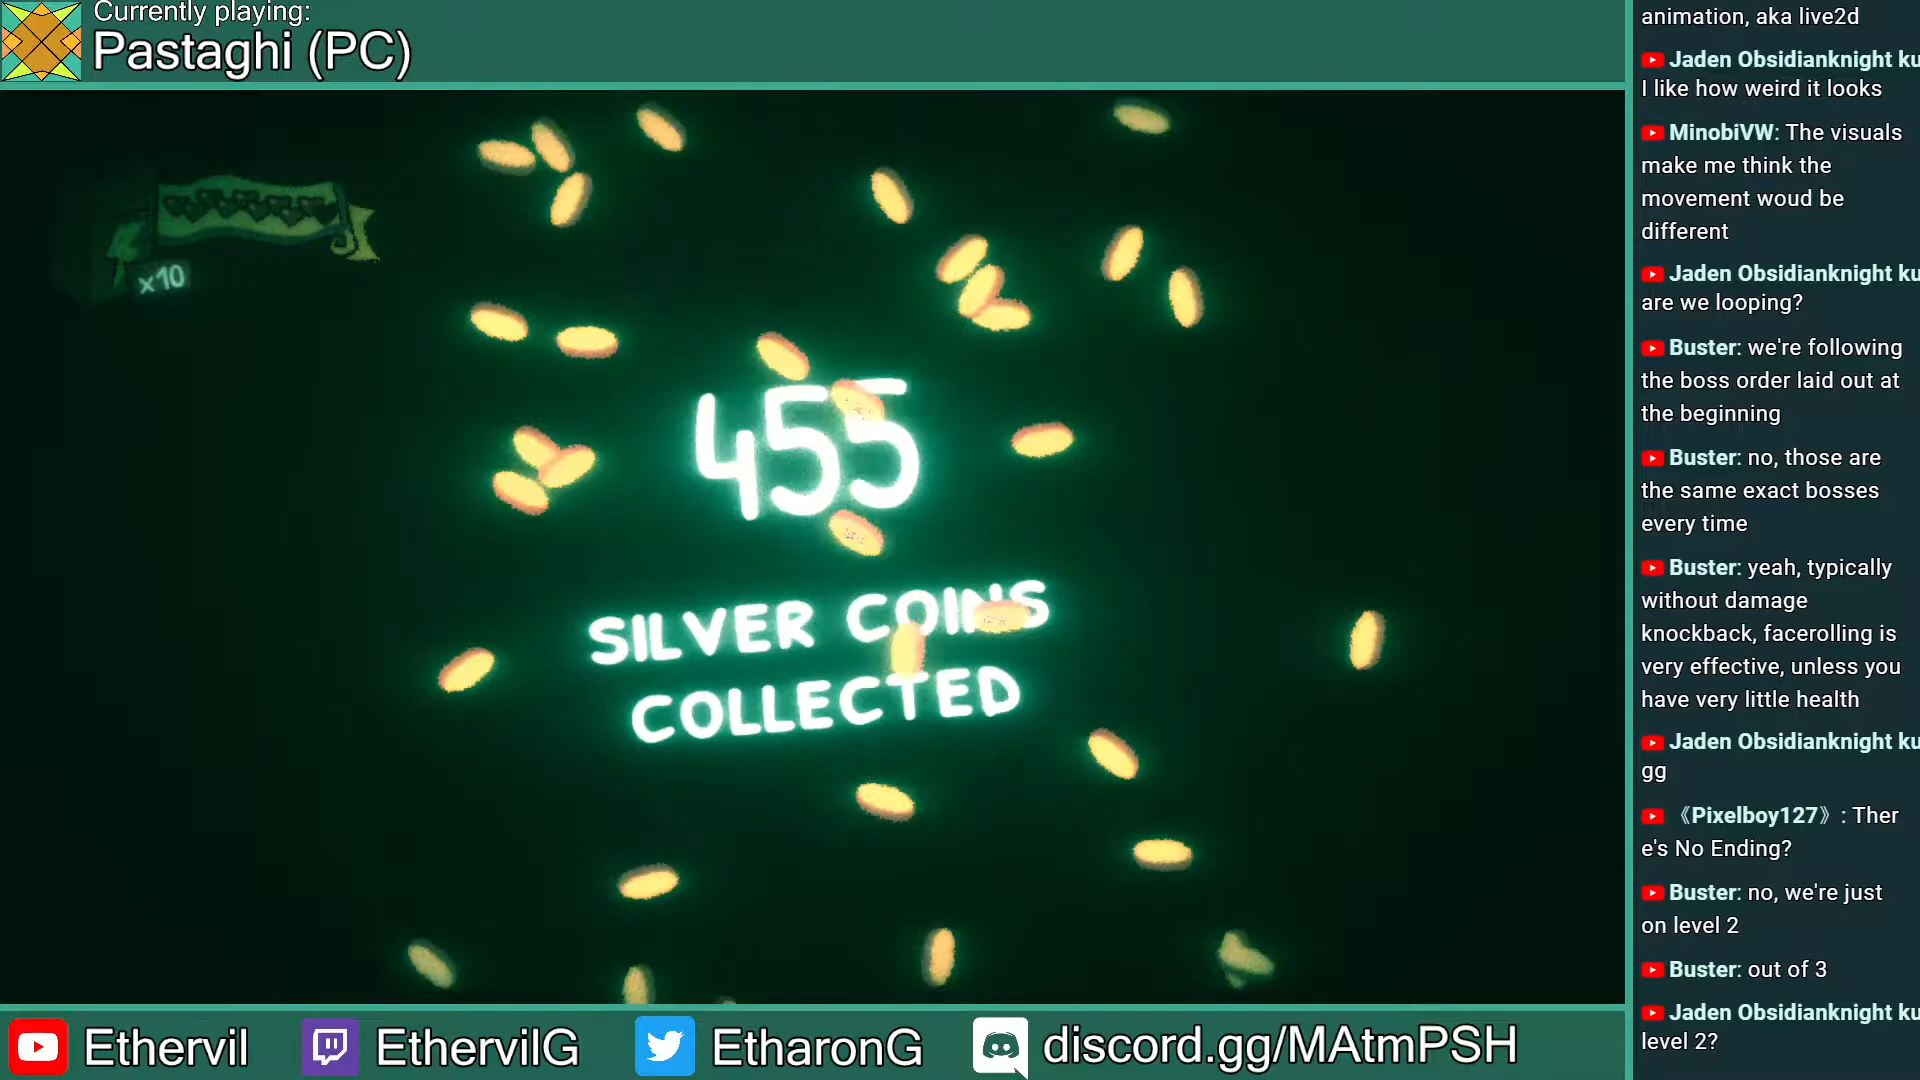 Currently playing:
Pastaghi (PC)
x10
455
SILVER COINS
COLLECTED
animation, aka live2d
Jaden Obsidianknight ku
I like how weird it looks
MinobiVW: The visuals
make me think the
movement woud be
different
Jaden Obsidianknight ku
are we looping?
Buster: we're following
the boss order laid out at
the beginning
Buster: no, those are
the same exact bosses
every time
Buster: yeah, typically
without damage
knockback, facerolling is
very effective, unless you
have very little health
Jaden Obsidianknight ku
gg
《Pixelboy127》: Ther
e's No Ending?
Buster: no, we're just
on level 2
Buster: out of 3
Jaden Obsidianknight ku
level 2?
Ethervil
EthervilG
EtharonG
discord.gg/MAtmPSH